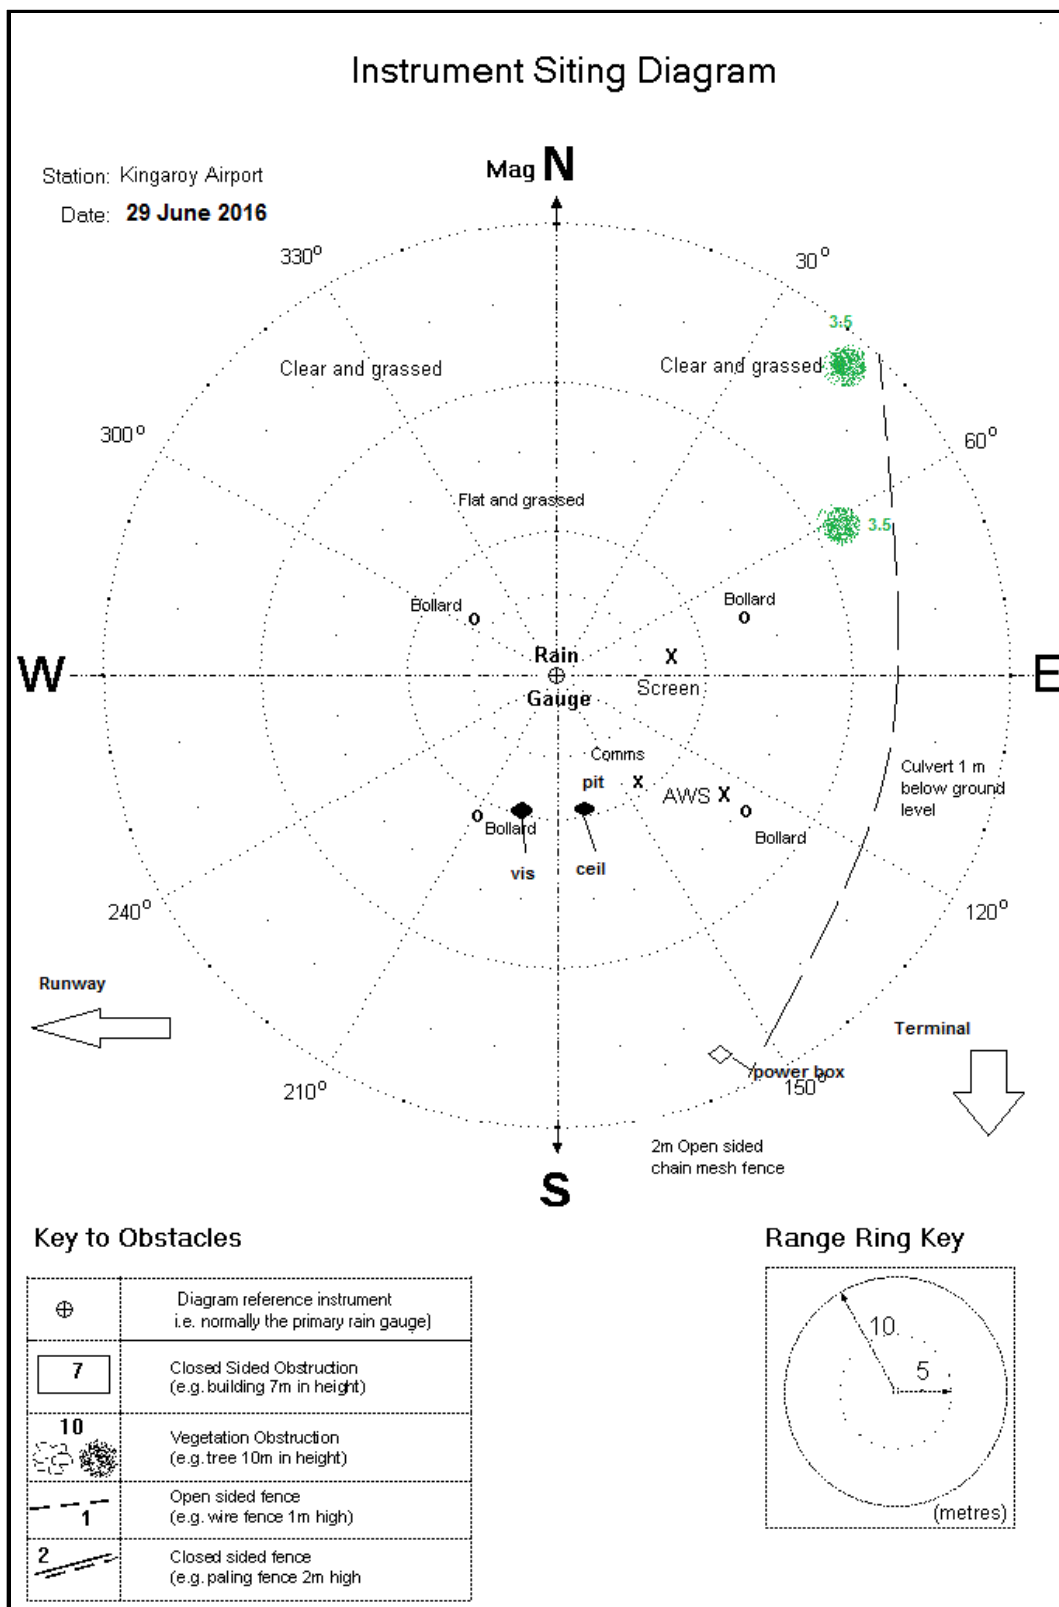 Instrument Siting Diagram
Station: Kingaroy Airport
Date: 29 June 2016
Mag N
330°
30°
3.5
Clear and grassed
Clear and grassed
300°
60°
Flat and grassed
3.5
Bollard
Bollard
Rain
W
E
Gauge
Screen
Comms
pit
AWS
Culvert 1 m
below ground
level
Bollard
Bollard
vis
ceil
240°
120°
Runway
Terminal
power box
210°
150°
2m Open sided
chain mesh fence
S
Key to Obstacles
Diagram reference instrument
i.e. normally the primary rain gauge)
7
Closed Sided Obstruction
(e.g. building 7m in height)
10
Vegetation Obstruction
(e.g. tree 10m in height)
1
Open sided fence
(e.g. wire fence 1m high)
2
Closed sided fence
(e.g. paling fence 2m high
Range Ring Key
10
5
(metres)